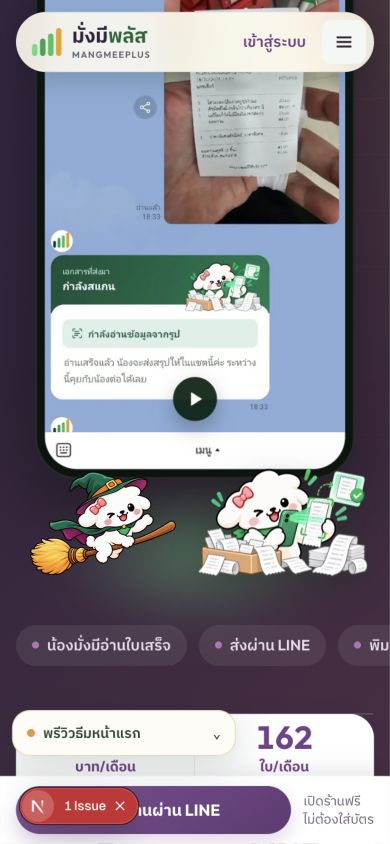 มั่งมีพลัส
MANGMEEPLUS
เข้าสู่ระบบ
อ่านแล้ว
18:33
เอกสารที่ส่งมา
กำลังสแกน
กำลังอ่านข้อมูลจากรูป
อ่านเสร็จแล้ว น้องจะส่งสรุปให้ในแชตนี้ค่ะ ระหว่าง
นี้คุยกับน้องต่อได้เลย
18:33
เมนู
น้องมั่งมีอ่านใบเสร็จ
ส่งผ่าน LINE
พิม
พรีวิวธีมหน้าแรก
162
บาท/เดือน
ใบ/เดือน
N
1 Issue
านผ่าน LINE
เปิดร้านฟรี
ไม่ต้องใส่บัตร